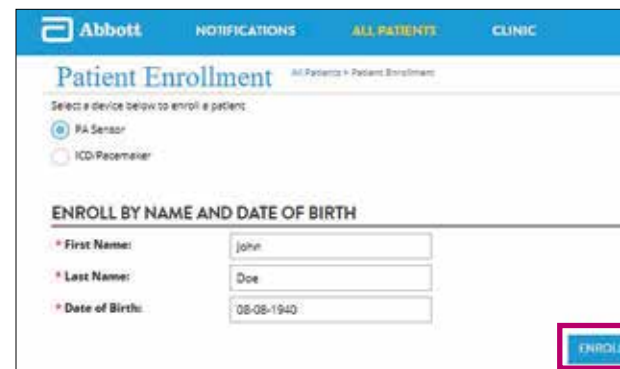 Abbott NOTIFICATIONS ALL PATIENTS CLINIC
Patient Enrollment All Patients > Patient Enrollment
Select a device below to enroll a patient
PA Sensor
ICD/Pacemaker
ENROLL BY NAME AND DATE OF BIRTH
* First Name: John
* Last Name: Doe
* Date of Birth: 08-08-1940
ENROLL